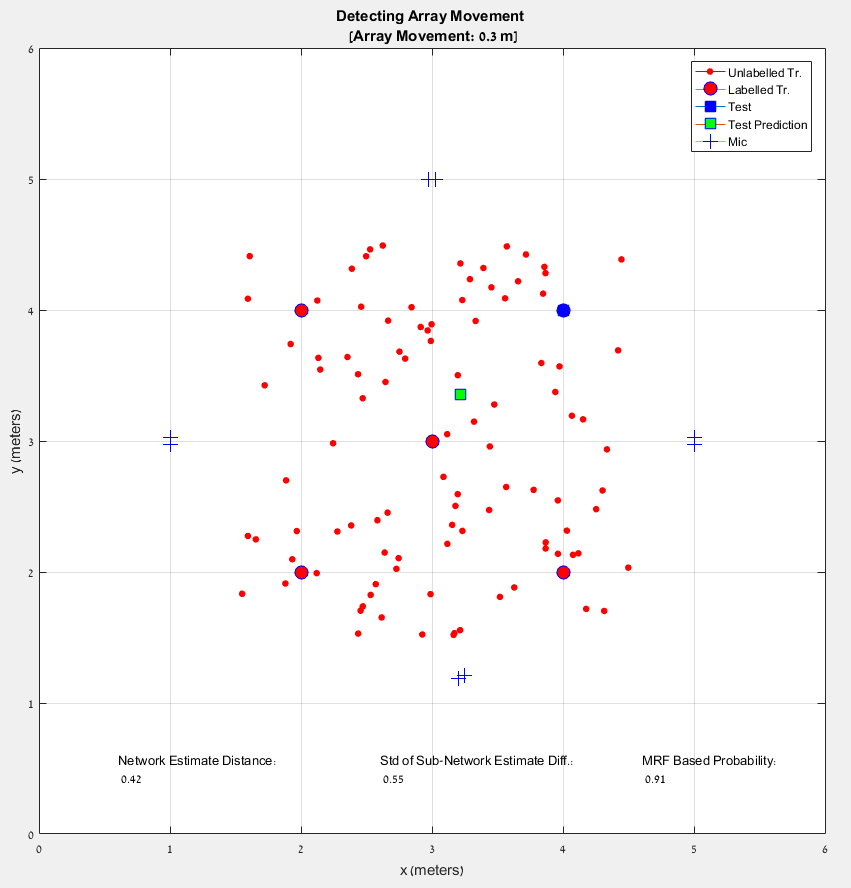 Detecting Array Movement
[Array Movement: 0.3 m]
Unlabelled Tr.
Labelled Tr.
Test
Test Prediction
Mic
6
5
4
3
2
1
0
y (meters)
Network Estimate Distance:
0.42
Std of Sub-Network Estimate Diff.:
0.55
MRF Based Probability:
0.91
0 1 2 3 4 5 6
x (meters)